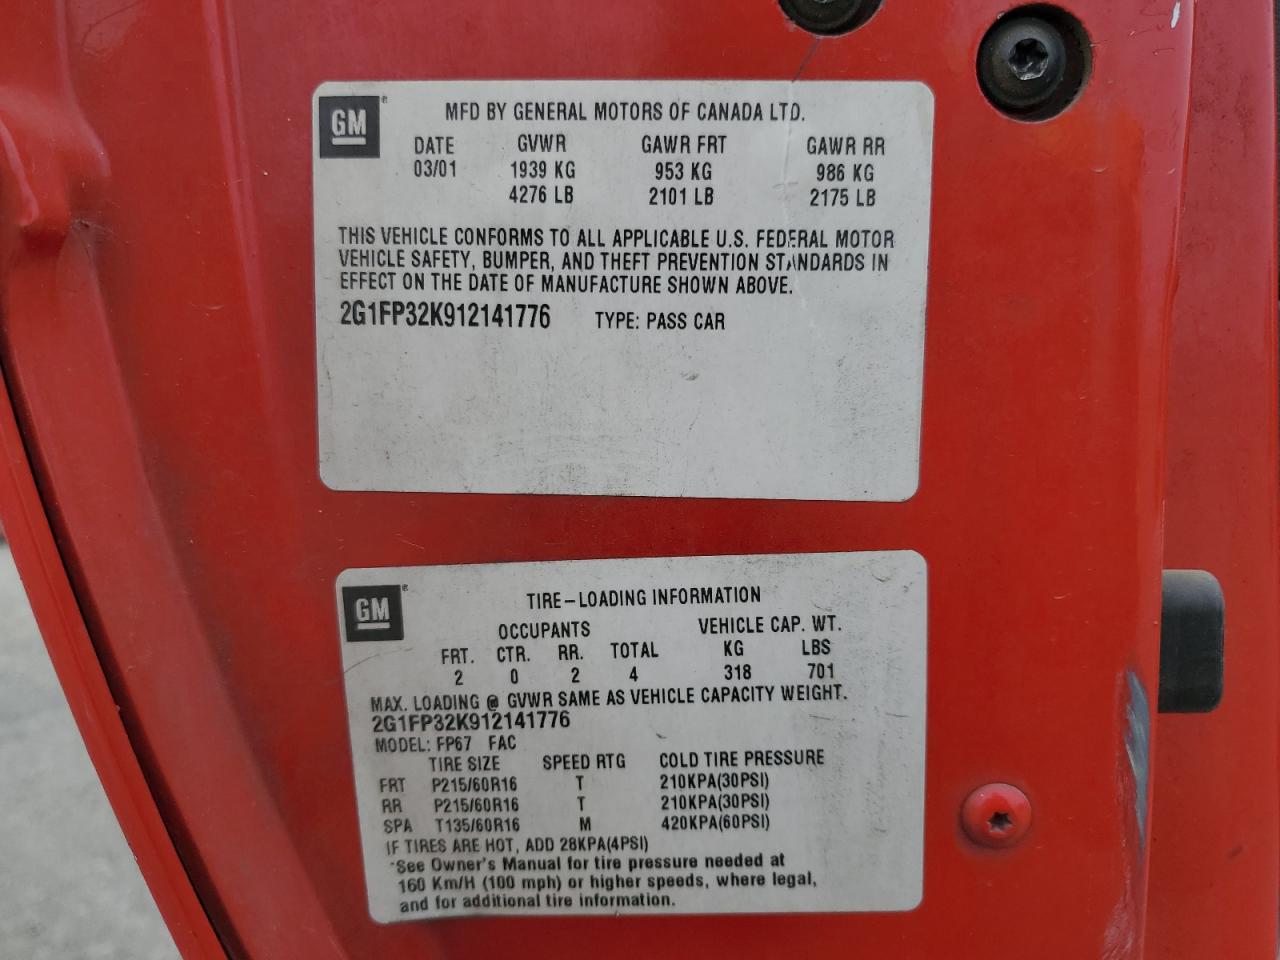 GM
MFD BY GENERAL MOTORS OF CANADA LTD.
DATE GVWR GAWR FRT GAWR RR
03/01 1939 KG 953 KG 986 KG
4276 LB 2101 LB 2175 LB
THIS VEHICLE CONFORMS TO ALL APPLICABLE U.S. FEDERAL MOTOR
VEHICLE SAFETY, BUMPER, AND THEFT PREVENTION STANDARDS IN
EFFECT ON THE DATE OF MANUFACTURE SHOWN ABOVE.
2G1FP32K912141776 TYPE: PASS CAR
GM
TIRE-LOADING INFORMATION
OCCUPANTS VEHICLE CAP. WT.
FRT. CTR. RR. TOTAL KG LBS
2 0 2 4 318 701
MAX. LOADING @ GVWR SAME AS VEHICLE CAPACITY WEIGHT.
2G1FP32K912141776
MODEL: FP67 FAC
TIRE SIZE SPEED RTG COLD TIRE PRESSURE
FRT P215/60R16 T 210KPA(30PSI)
RR P215/60R16 T 210KPA(30PSI)
SPA T135/60R16 M 420KPA(60PSI)
IF TIRES ARE HOT, ADD 28KPA(4PSI)
*See Owner's Manual for tire pressure needed at
160 Km/H (100 mph) or higher speeds, where legal,
and for additional tire information.